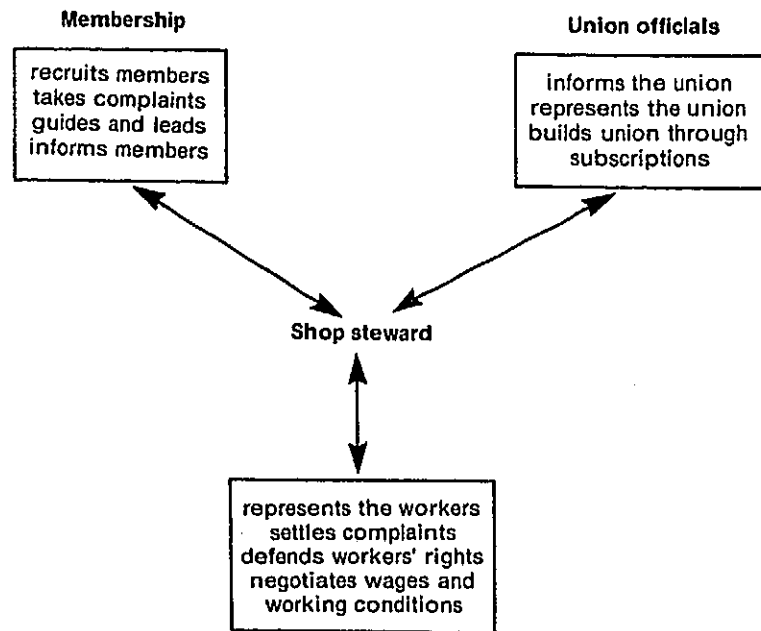 Membership
recruits members
takes complaints
guides and leads
informs members
Union officials
informs the union
represents the union
builds union through
subscriptions
Shop steward
represents the workers
settles complaints
defends workers' rights
negotiates wages and
working conditions